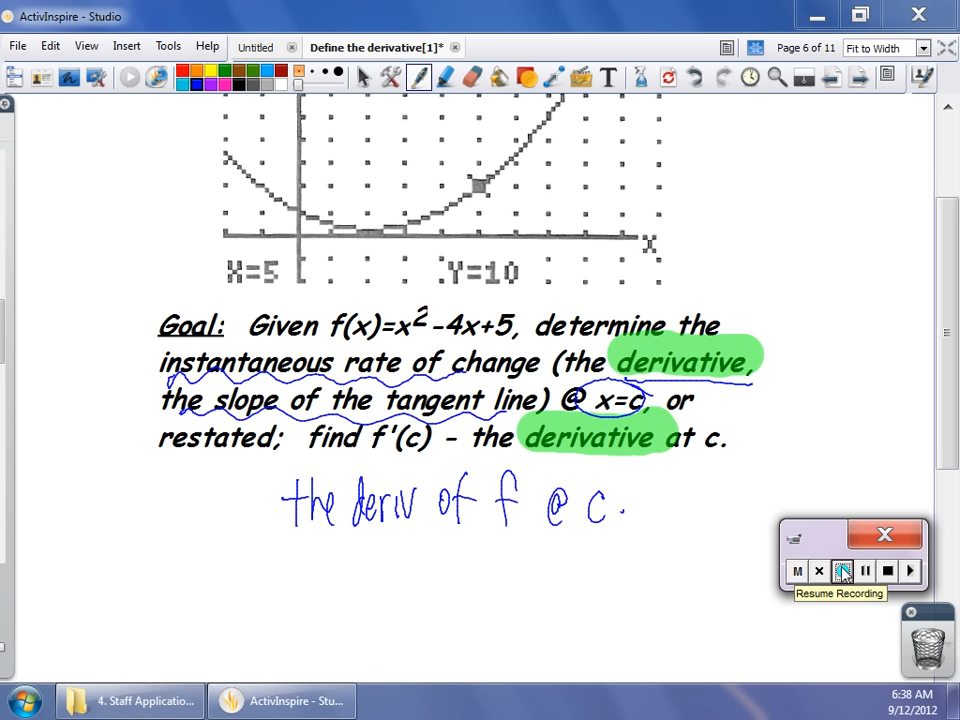 ActivInspire - Studio
File Edit View Insert Tools Help
Untitled
Define the derivative[1]*
Page 6 of 11
Fit to Width
X
X=5 Y=10
Goal: Given f(x)=x²-4x+5, determine the
instantaneous rate of change (the derivative,
the slope of the tangent line) @ x=c, or
restated; find f'(c) - the derivative at c.
the deriv of f @ c.
M
Resume Recording
4. Staff Applicatio...
ActivInspire - Stu...
6:38 AM
9/12/2012